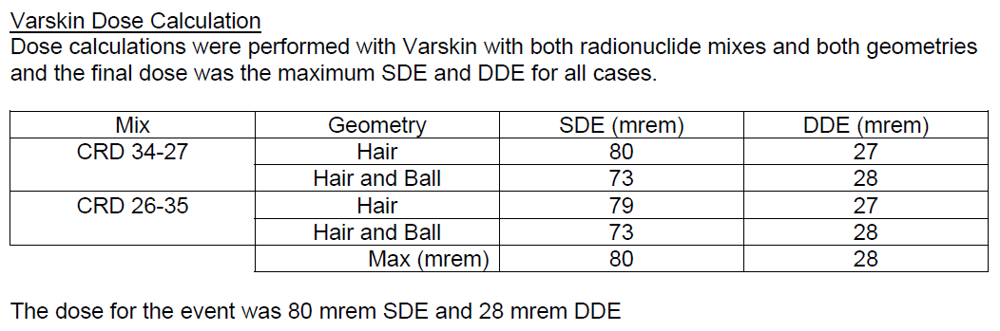 Varskin Dose Calculation
Dose calculations were performed with Varskin with both radionuclide mixes and both geometries
and the final dose was the maximum SDE and DDE for all cases.
Mix Geometry SDE (mrem) DDE (mrem)
CRD 34-27 Hair 80 27
Hair and Ball 73 28
CRD 26-35 Hair 79 27
Hair and Ball 73 28
Max (mrem) 80 28
The dose for the event was 80 mrem SDE and 28 mrem DDE